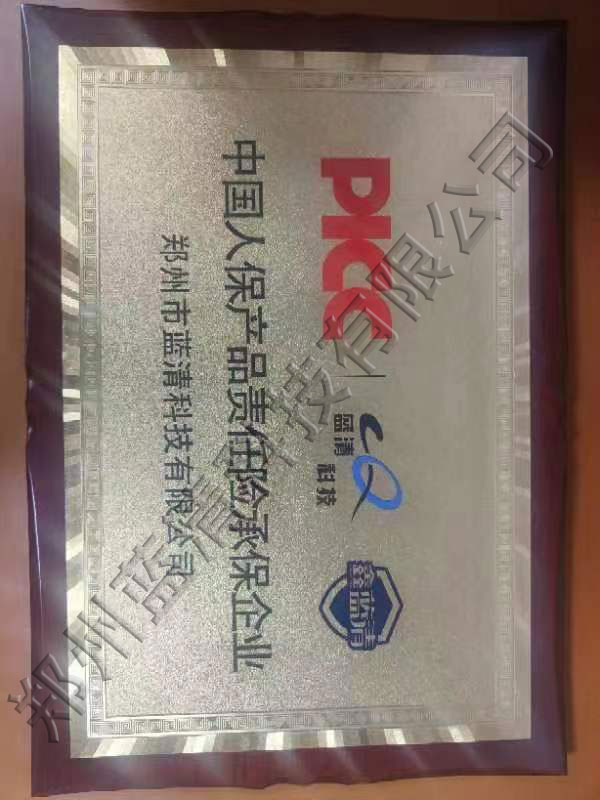 PICC
蓝清科技
鑫蓝清
中国人保产品责任险承保企业
郑州市蓝清科技有限公司
郑州蓝清科技有限公司